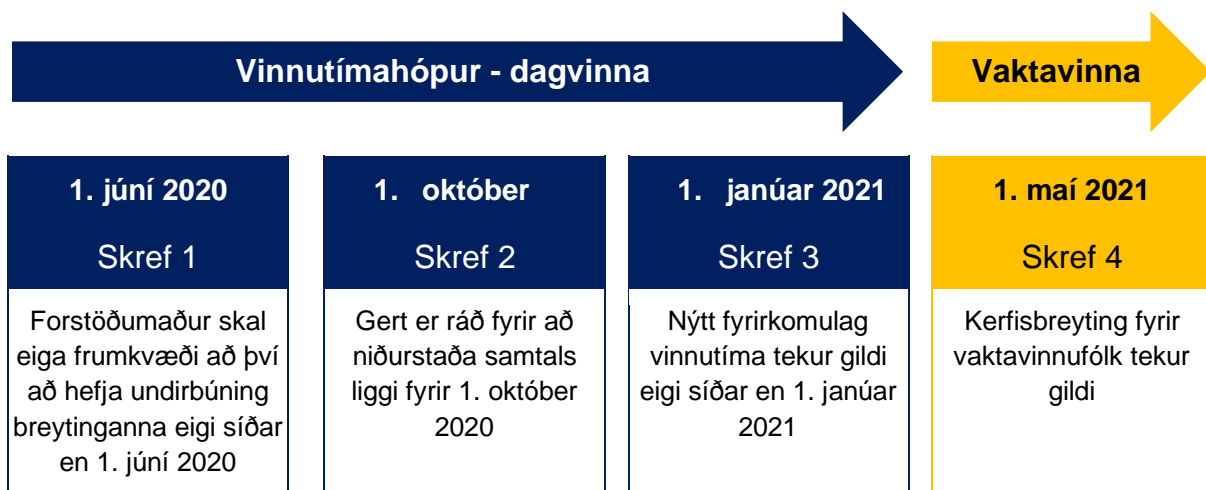 Vinnutímahópur - dagvinna
Vaktavinna
1. júní 2020
Skref 1
Forstöðumaður skal
eiga frumkvæði að því
að hefja undirbúning
breytinganna eigi síðar
en 1. júní 2020
1. október
Skref 2
Gert er ráð fyrir að
niðurstaða samtals
liggi fyrir 1. október
2020
1. janúar 2021
Skref 3
Nýtt fyrirkomulag
vinnutíma tekur gildi
eigi síðar en 1. janúar
2021
1. maí 2021
Skref 4
Kerfisbreyting fyrir
vaktavinnufólk tekur
gildi